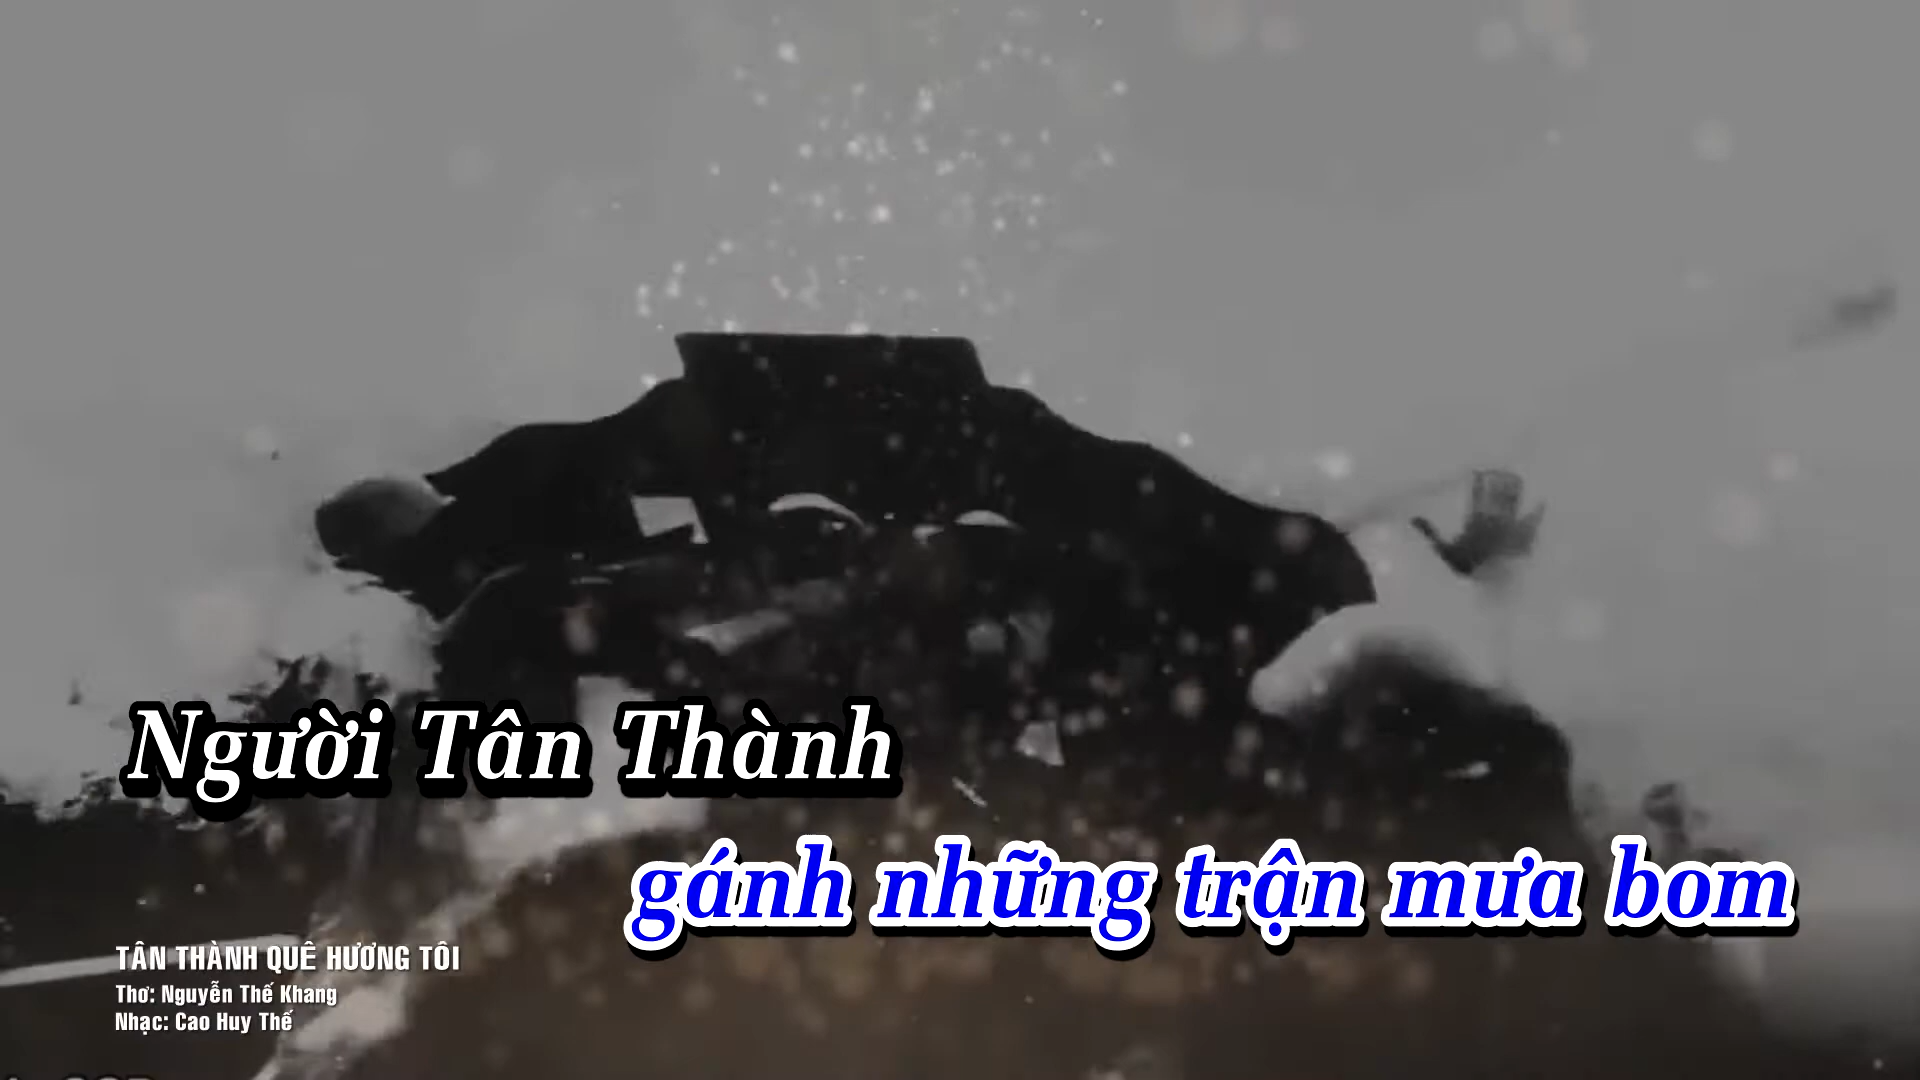 Người Tân Thành
gánh những trận mưa bom
TÂN THÀNH QUÊ HƯƠNG TÔI
Thơ: Nguyễn Thế Khang
Nhạc: Cao Huy Thế